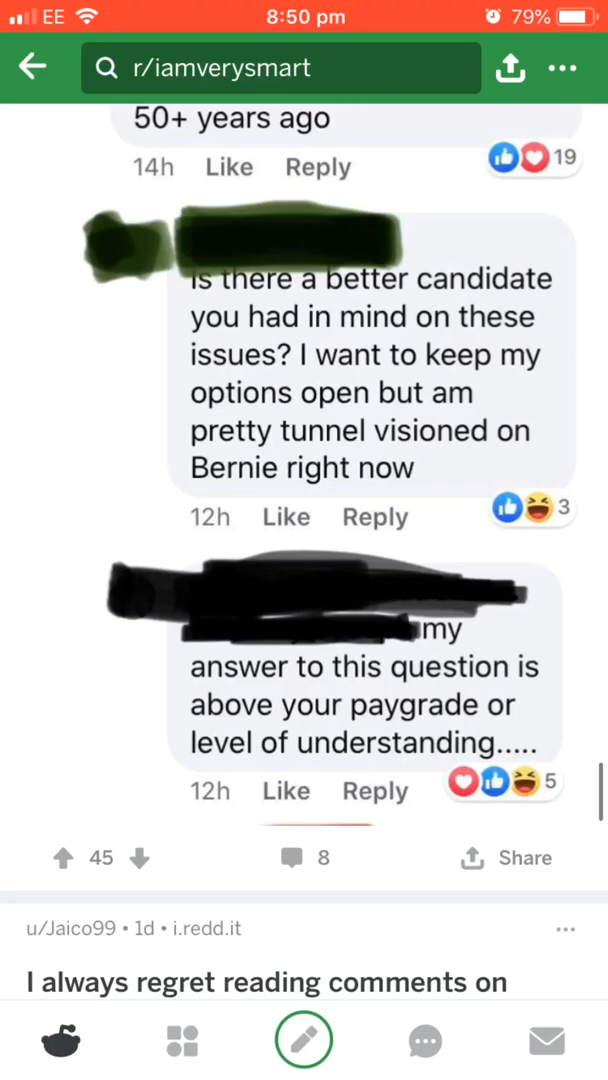 EE 8:50 pm 79%
r/iamverysmart
50+ years ago
14h Like Reply 19
is there a better candidate
you had in mind on these
issues? I want to keep my
options open but am
pretty tunnel visioned on
Bernie right now
12h Like Reply 3
my
answer to this question is
above your paygrade or
level of understanding.....
12h Like Reply 5
45 8 Share
u/Jaico99 • 1d • i.redd.it
I always regret reading comments on